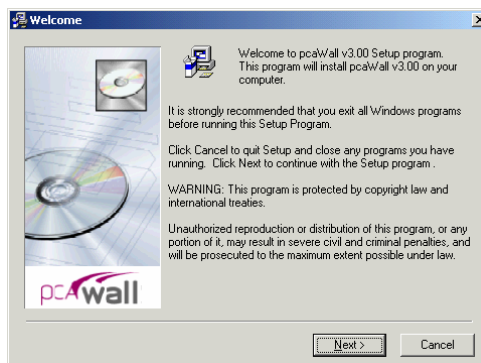 Welcome
Welcome to pcaWall v3.00 Setup program.
This program will install pcaWall v3.00 on your
computer.
It is strongly recommended that you exit all Windows programs
before running this Setup Program.
Click Cancel to quit Setup and close any programs you have
running. Click Next to continue with the Setup program .
WARNING: This program is protected by copyright law and
international treaties.
Unauthorized reproduction or distribution of this program, or any
portion of it, may result in severe civil and criminal penalties, and
will be prosecuted to the maximum extent possible under law.
pcAwall
Next >
Cancel